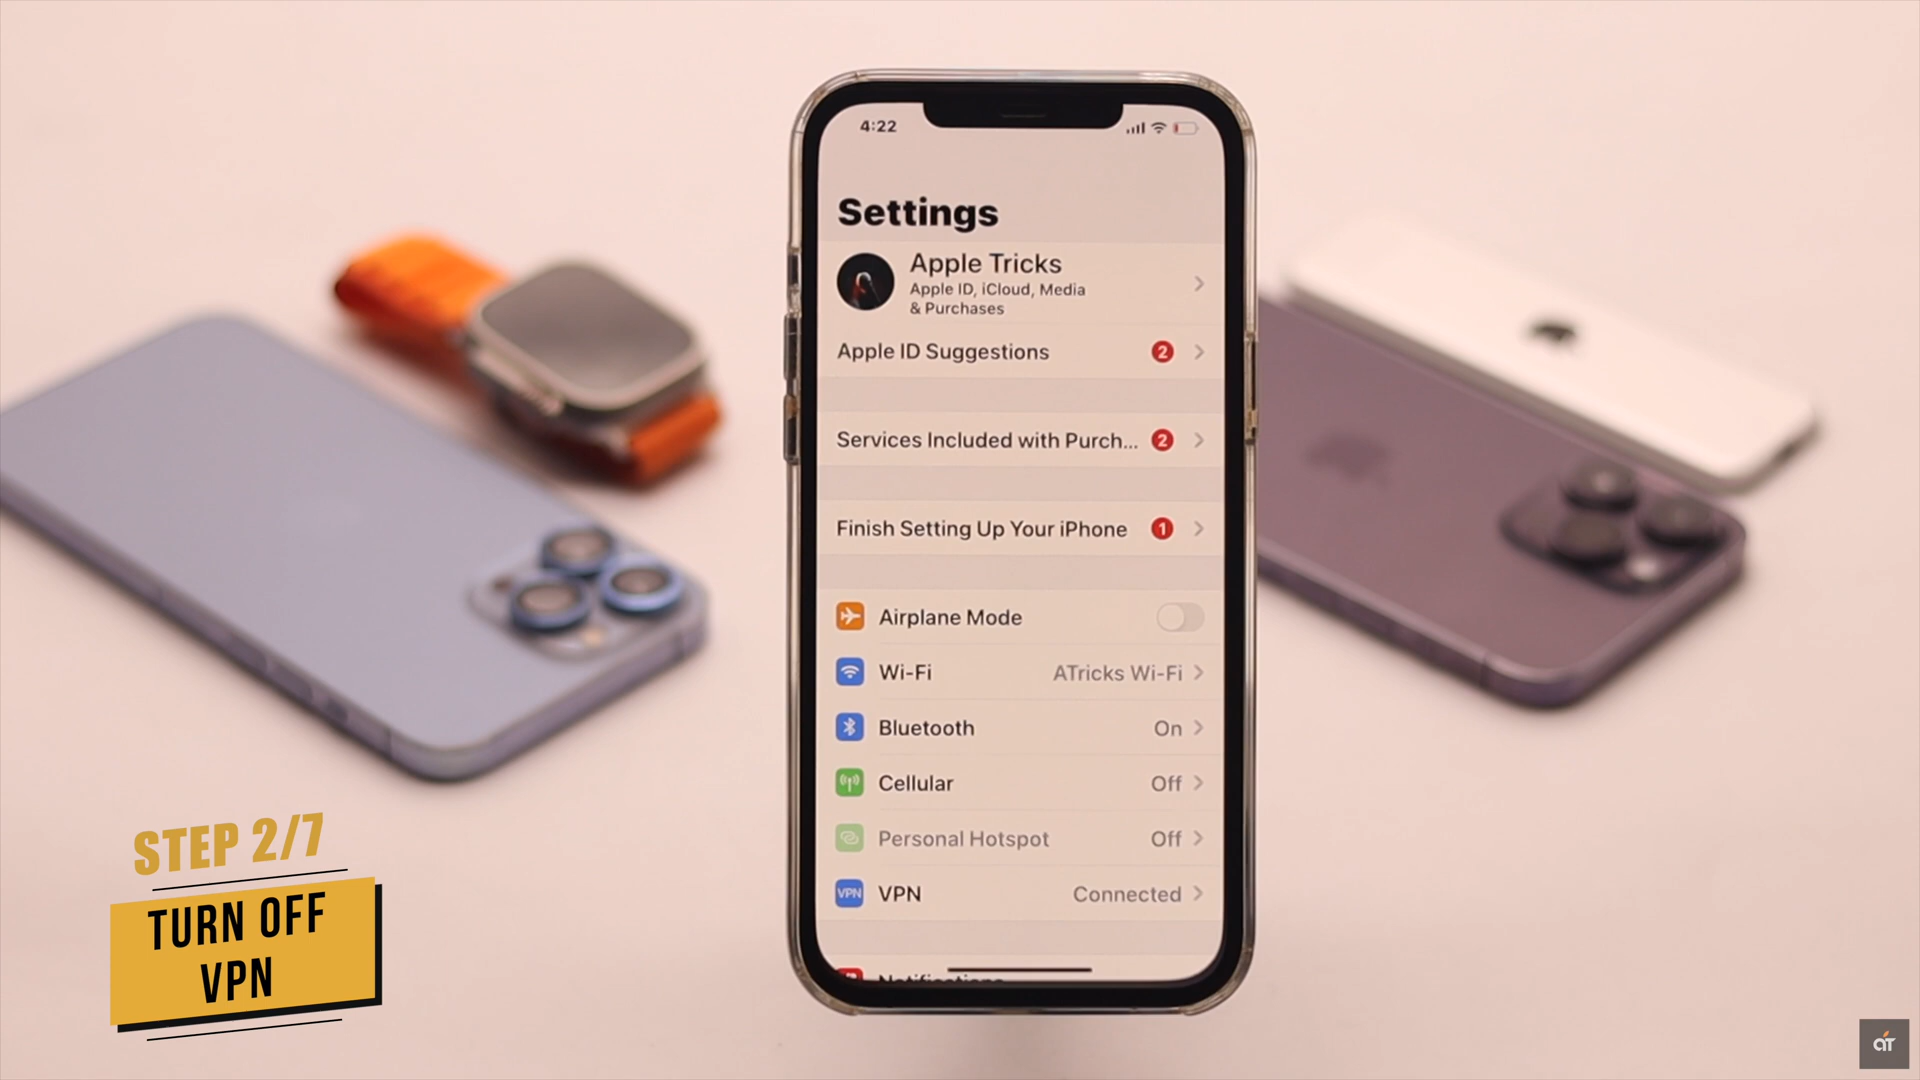 4:22
Settings
Apple Tricks
Apple ID, iCloud, Media
& Purchases
Apple ID Suggestions 2
Services Included with Purch... 2
Finish Setting Up Your iPhone 1
Airplane Mode
Wi-Fi ATricks Wi-Fi
Bluetooth On
Cellular Off
Personal Hotspot Off
VPN VPN Connected
Notifications
STEP 2/7
TURN OFF
VPN
aT